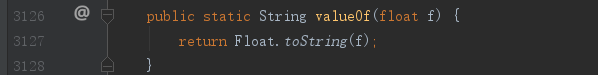 3126 @ public static String valueOf(float f) {
3127 return Float.toString(f);
3128 }